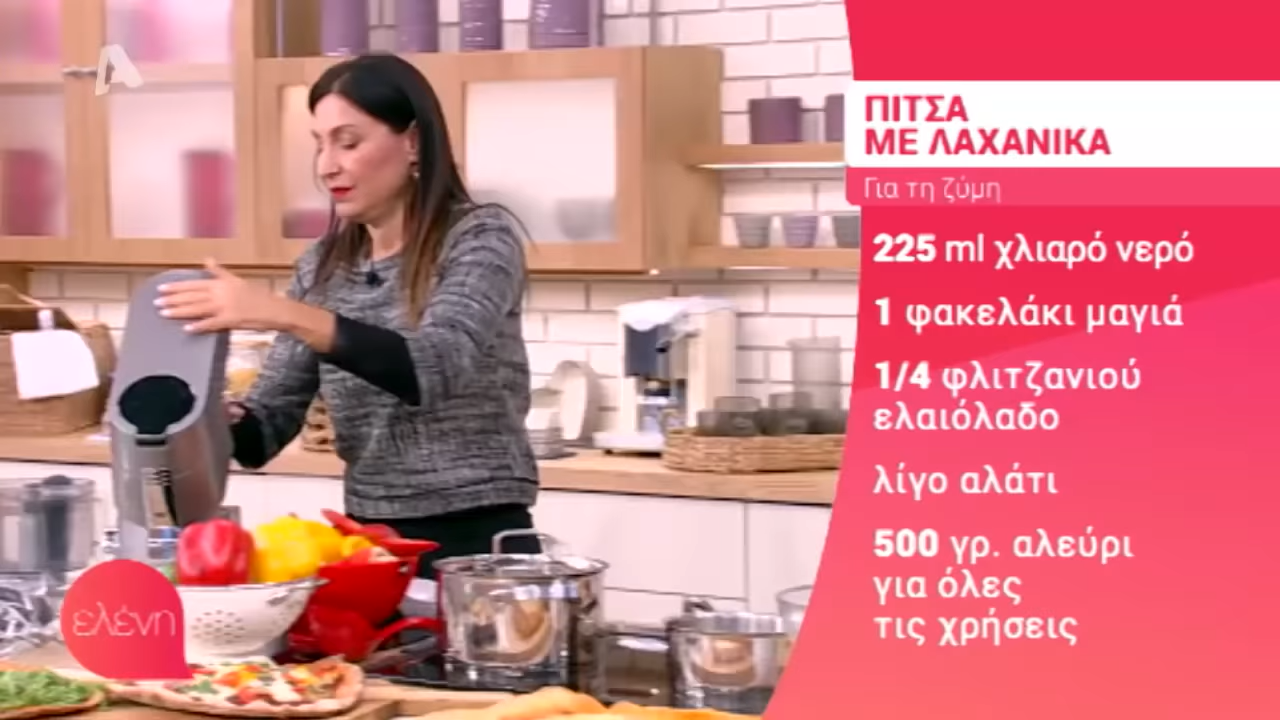 ΠΙΤΣΑ
ΜΕ ΛΑΧΑΝΙΚΑ
Για τη ζύμη
225 ml χλιαρό νερό
1 φακελάκι μαγιά
1/4 φλιτζανιού
ελαιόλαδο
λίγο αλάτι
500 γρ. αλεύρι
για όλες
τις χρήσεις
ελένη